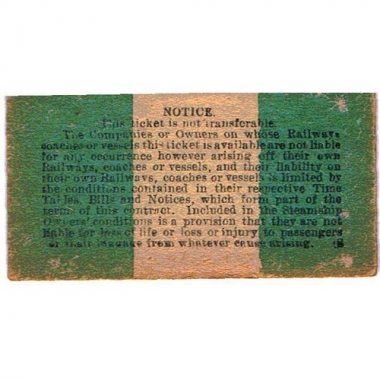 NOTICE.
This ticket is not transferable.
The Companies or Owners on whose Railways
coaches or vessels this ticket is available are not liable
for any occurrence however arising off their own
Railways, coaches or vessels, and their liability on
their own Railways, coaches or vessels is limited by
the conditions contained in their respective Time
Tables, Bills and Notices, which form part of the
terms of this contract. Included in the Steamship
Owners' conditions is a provision that they are not
liable for loss of life or loss or injury to passengers
or their luggage from whatever cause arising.